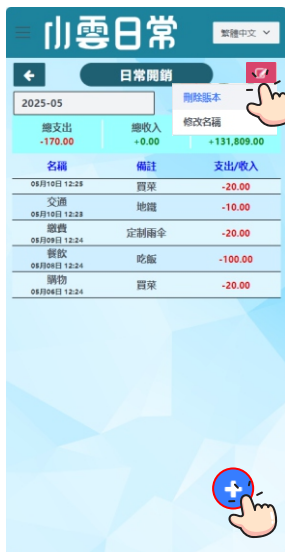 小雲日常
繁體中文
日常開銷
2025-05
刪除賬本
修改名稱
總支出 總收入
-170.00 +0.00 +131,809.00
名稱 備註 支出/收入
05月10日 12:25 買菜 -20.00
交通
05月10日 12:23 地鐵 -10.00
繳費
05月09日 12:24 定制雨伞 -20.00
餐飲
05月08日 12:24 吃飯 -100.00
購物
05月06日 12:24 買菜 -20.00